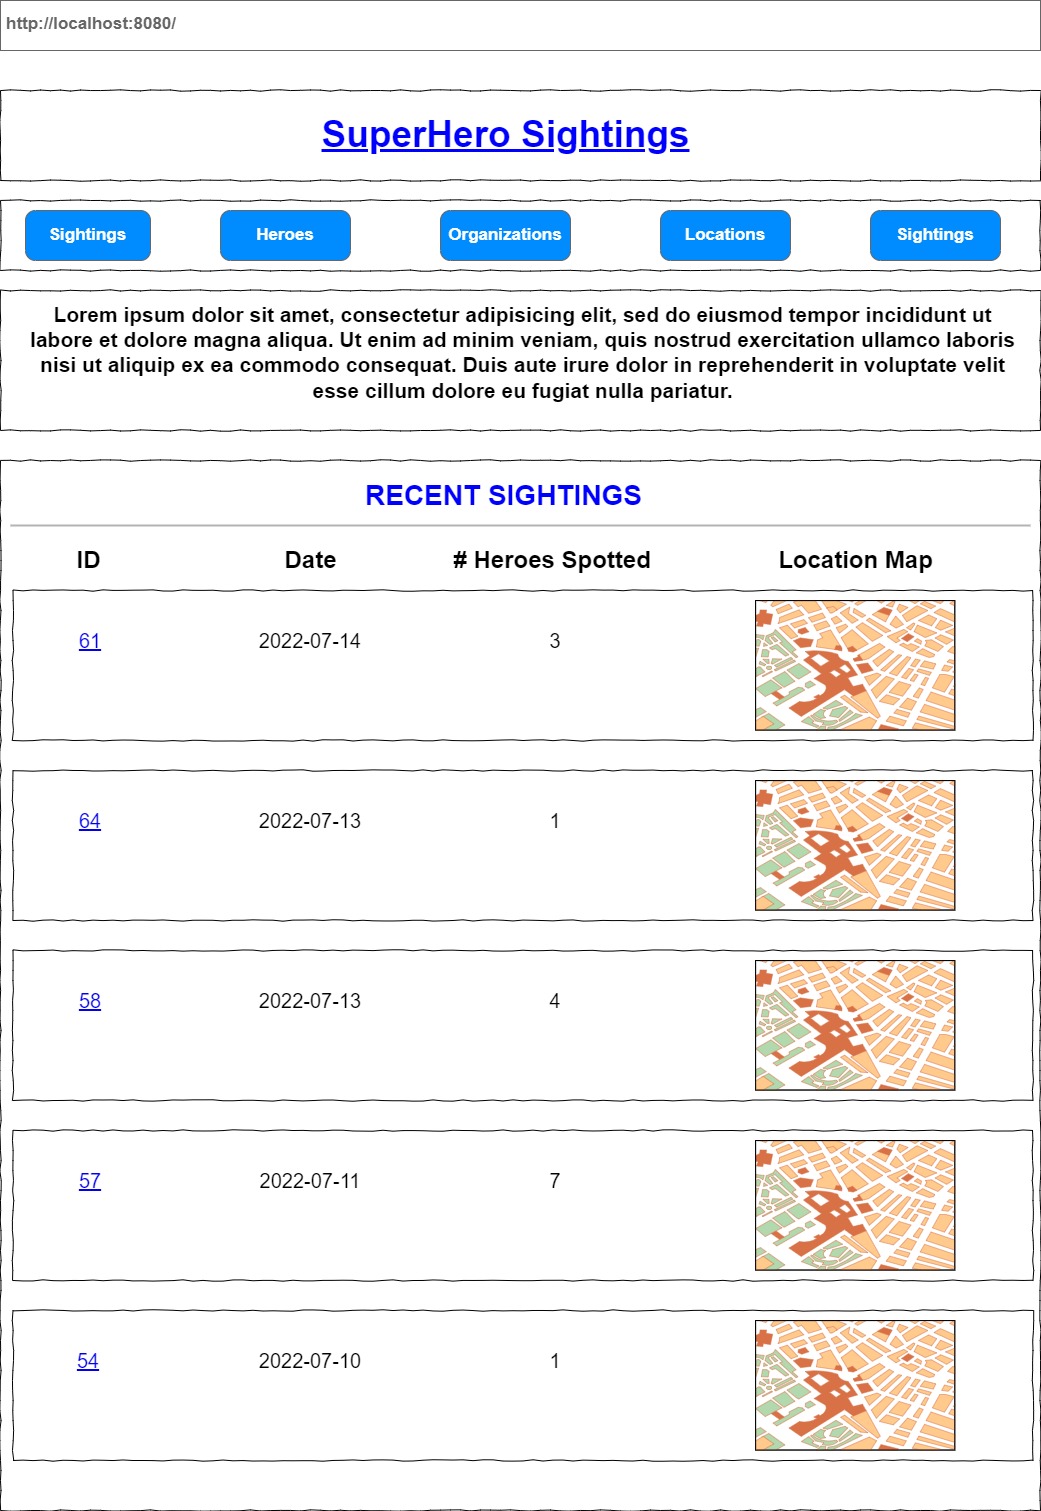 http://localhost:8080/
SuperHero Sightings
Sightings Heroes Organizations Locations Sightings
Lorem ipsum dolor sit amet, consectetur adipisicing elit, sed do eiusmod tempor incididunt ut
labore et dolore magna aliqua. Ut enim ad minim veniam, quis nostrud exercitation ullamco laboris
nisi ut aliquip ex ea commodo consequat. Duis aute irure dolor in reprehenderit in voluptate velit
esse cillum dolore eu fugiat nulla pariatur.
RECENT SIGHTINGS
ID Date # Heroes Spotted Location Map
61 2022-07-14 3
64 2022-07-13 1
58 2022-07-13 4
57 2022-07-11 7
54 2022-07-10 1